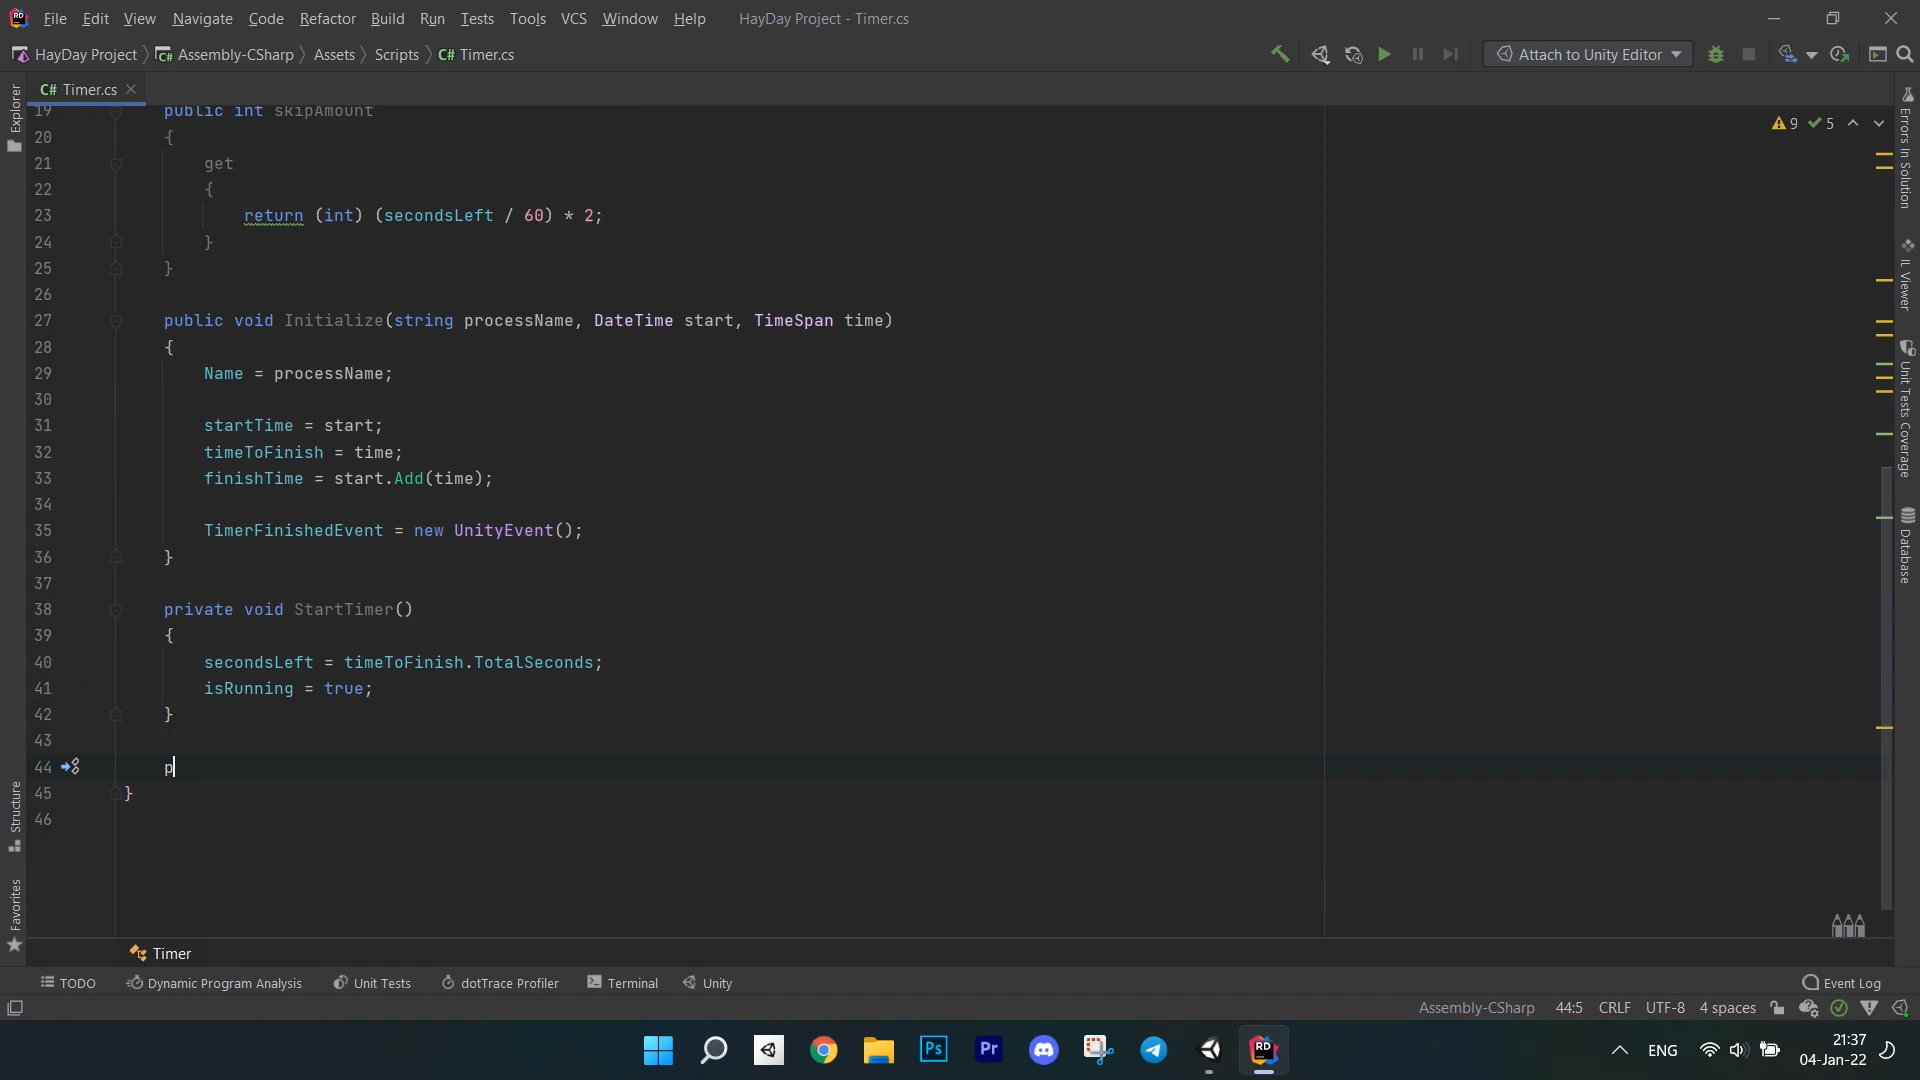 File Edit View Navigate Code Refactor Build Run Tests Tools VCS Window Help HayDay Project - Timer.cs
HayDay Project Assembly-CSharp Assets Scripts C# Timer.cs Attach to Unity Editor
Explorer
C# Timer.cs
9 5
19 public int skipAmount
20 {
21 get
22 {
23 return (int) (secondsLeft / 60) * 2;
24 }
25 }
26
27 public void Initialize(string processName, DateTime start, TimeSpan time)
28 {
29 Name = processName;
30
31 startTime = start;
32 timeToFinish = time;
33 finishTime = start.Add(time);
34
35 TimerFinishedEvent = new UnityEvent();
36 }
37
38 private void StartTimer()
39 {
40 secondsLeft = timeToFinish.TotalSeconds;
41 isRunning = true;
42 }
43
44 p
45 }
46
Structure
Favorites
Errors In Solution
IL Viewer
Unit Tests Coverage
Database
Timer
TODO Dynamic Program Analysis Unit Tests dotTrace Profiler Terminal Unity Event Log
Assembly-CSharp 44:5 CRLF UTF-8 4 spaces
Ps Pr RD
ENG
21:37
04-Jan-22